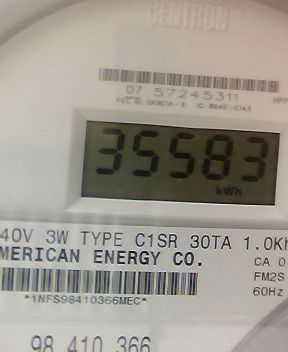 CENTRON®
07 57245311
35583
kWh
40V 3W TYPE C1SR 30TA 1.0Kh
MERICAN ENERGY CO.
CA 0
FM2S
60Hz
*1NFS98410366MEC*
98 410 366